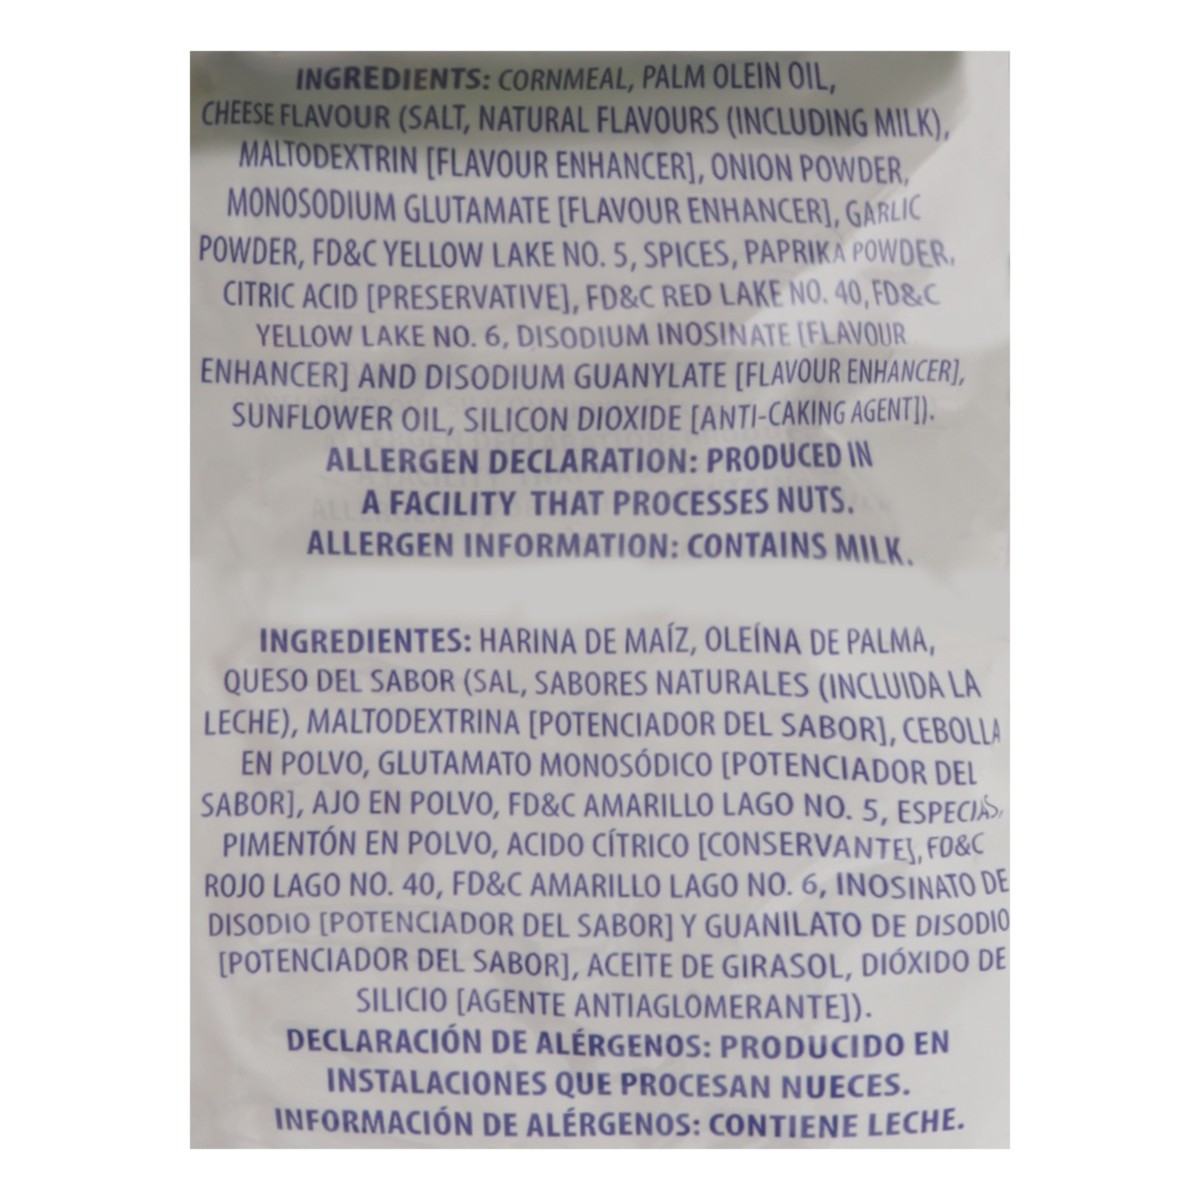 INGREDIENTS: CORNMEAL, PALM OLEIN OIL,
CHEESE FLAVOUR (SALT, NATURAL FLAVOURS (INCLUDING MILK),
MALTODEXTRIN [FLAVOUR ENHANCER], ONION POWDER,
MONOSODIUM GLUTAMATE [FLAVOUR ENHANCER], GARLIC
POWDER, FD&C YELLOW LAKE NO. 5, SPICES, PAPRIKA POWDER,
CITRIC ACID [PRESERVATIVE], FD&C RED LAKE NO. 40, FD&C
YELLOW LAKE NO. 6, DISODIUM INOSINATE [FLAVOUR
ENHANCER] AND DISODIUM GUANYLATE [FLAVOUR ENHANCER],
SUNFLOWER OIL, SILICON DIOXIDE [ANTI-CAKING AGENT]).
ALLERGEN DECLARATION: PRODUCED IN
A FACILITY THAT PROCESSES NUTS.
ALLERGEN INFORMATION: CONTAINS MILK.
INGREDIENTES: HARINA DE MAÍZ, OLEÍNA DE PALMA,
QUESO DEL SABOR (SAL, SABORES NATURALES (INCLUIDA LA
LECHE), MALTODEXTRINA [POTENCIADOR DEL SABOR], CEBOLLA
EN POLVO, GLUTAMATO MONOSÓDICO [POTENCIADOR DEL
SABOR], AJO EN POLVO, FD&C AMARILLO LAGO NO. 5, ESPECIAS,
PIMENTÓN EN POLVO, ACIDO CÍTRICO [CONSERVANTE], FD&C
ROJO LAGO NO. 40, FD&C AMARILLO LAGO NO. 6, INOSINATO DE
DISODIO [POTENCIADOR DEL SABOR] Y GUANILATO DE DISODIO
[POTENCIADOR DEL SABOR], ACEITE DE GIRASOL, DIÓXIDO DE
SILICIO [AGENTE ANTIAGLOMERANTE]).
DECLARACIÓN DE ALÉRGENOS: PRODUCIDO EN
INSTALACIONES QUE PROCESAN NUECES.
INFORMACIÓN DE ALÉRGENOS: CONTIENE LECHE.